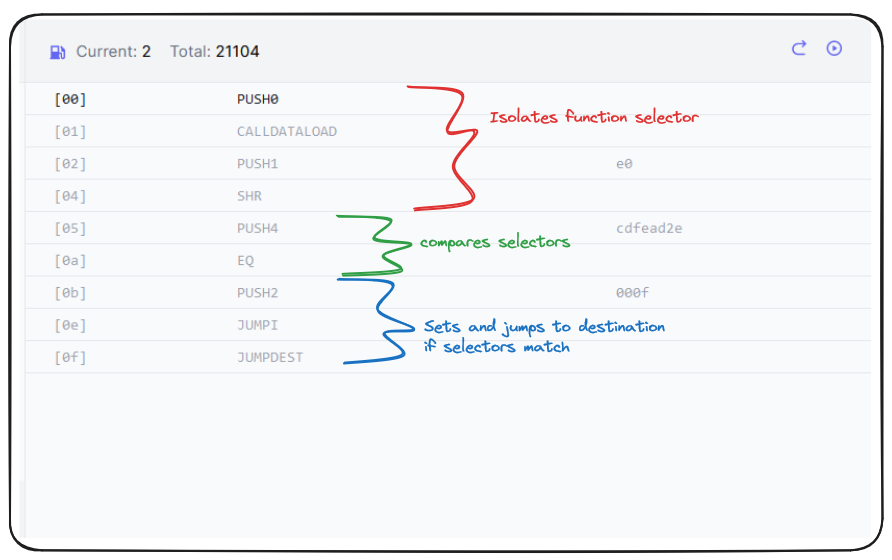 Current: 2 Total: 21104
[00] PUSH0
[01] CALLDATALOAD
[02] PUSH1 e0
[04] SHR
[05] PUSH4 cdfead2e
[0a] EQ
[0b] PUSH2 000f
[0e] JUMPI
[0f] JUMPDEST
Isolates function selector
compares selectors
Sets and jumps to destination
if selectors match